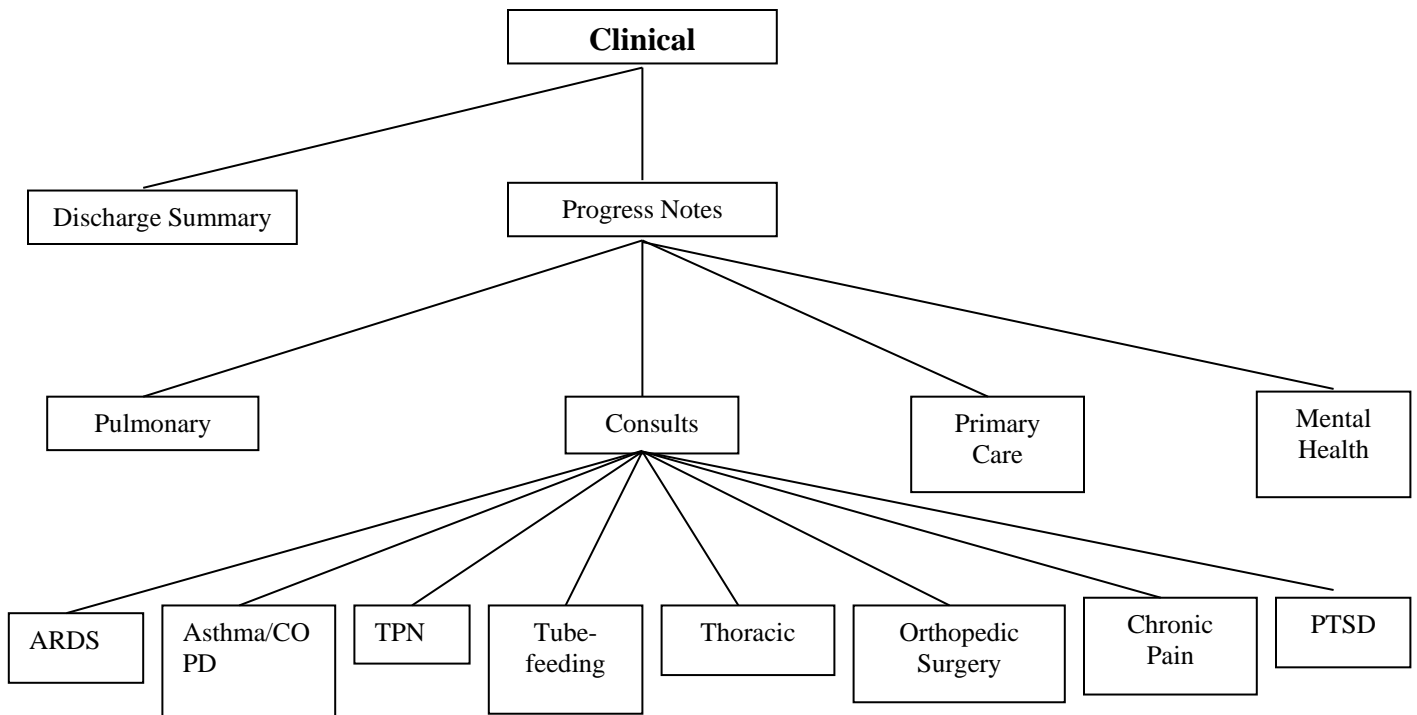 Clinical
Discharge Summary
Progress Notes
Pulmonary
Consults
Primary
Care
Mental
Health
ARDS
Asthma/CO
PD
TPN
Tube-
feeding
Thoracic
Orthopedic
Surgery
Chronic
Pain
PTSD